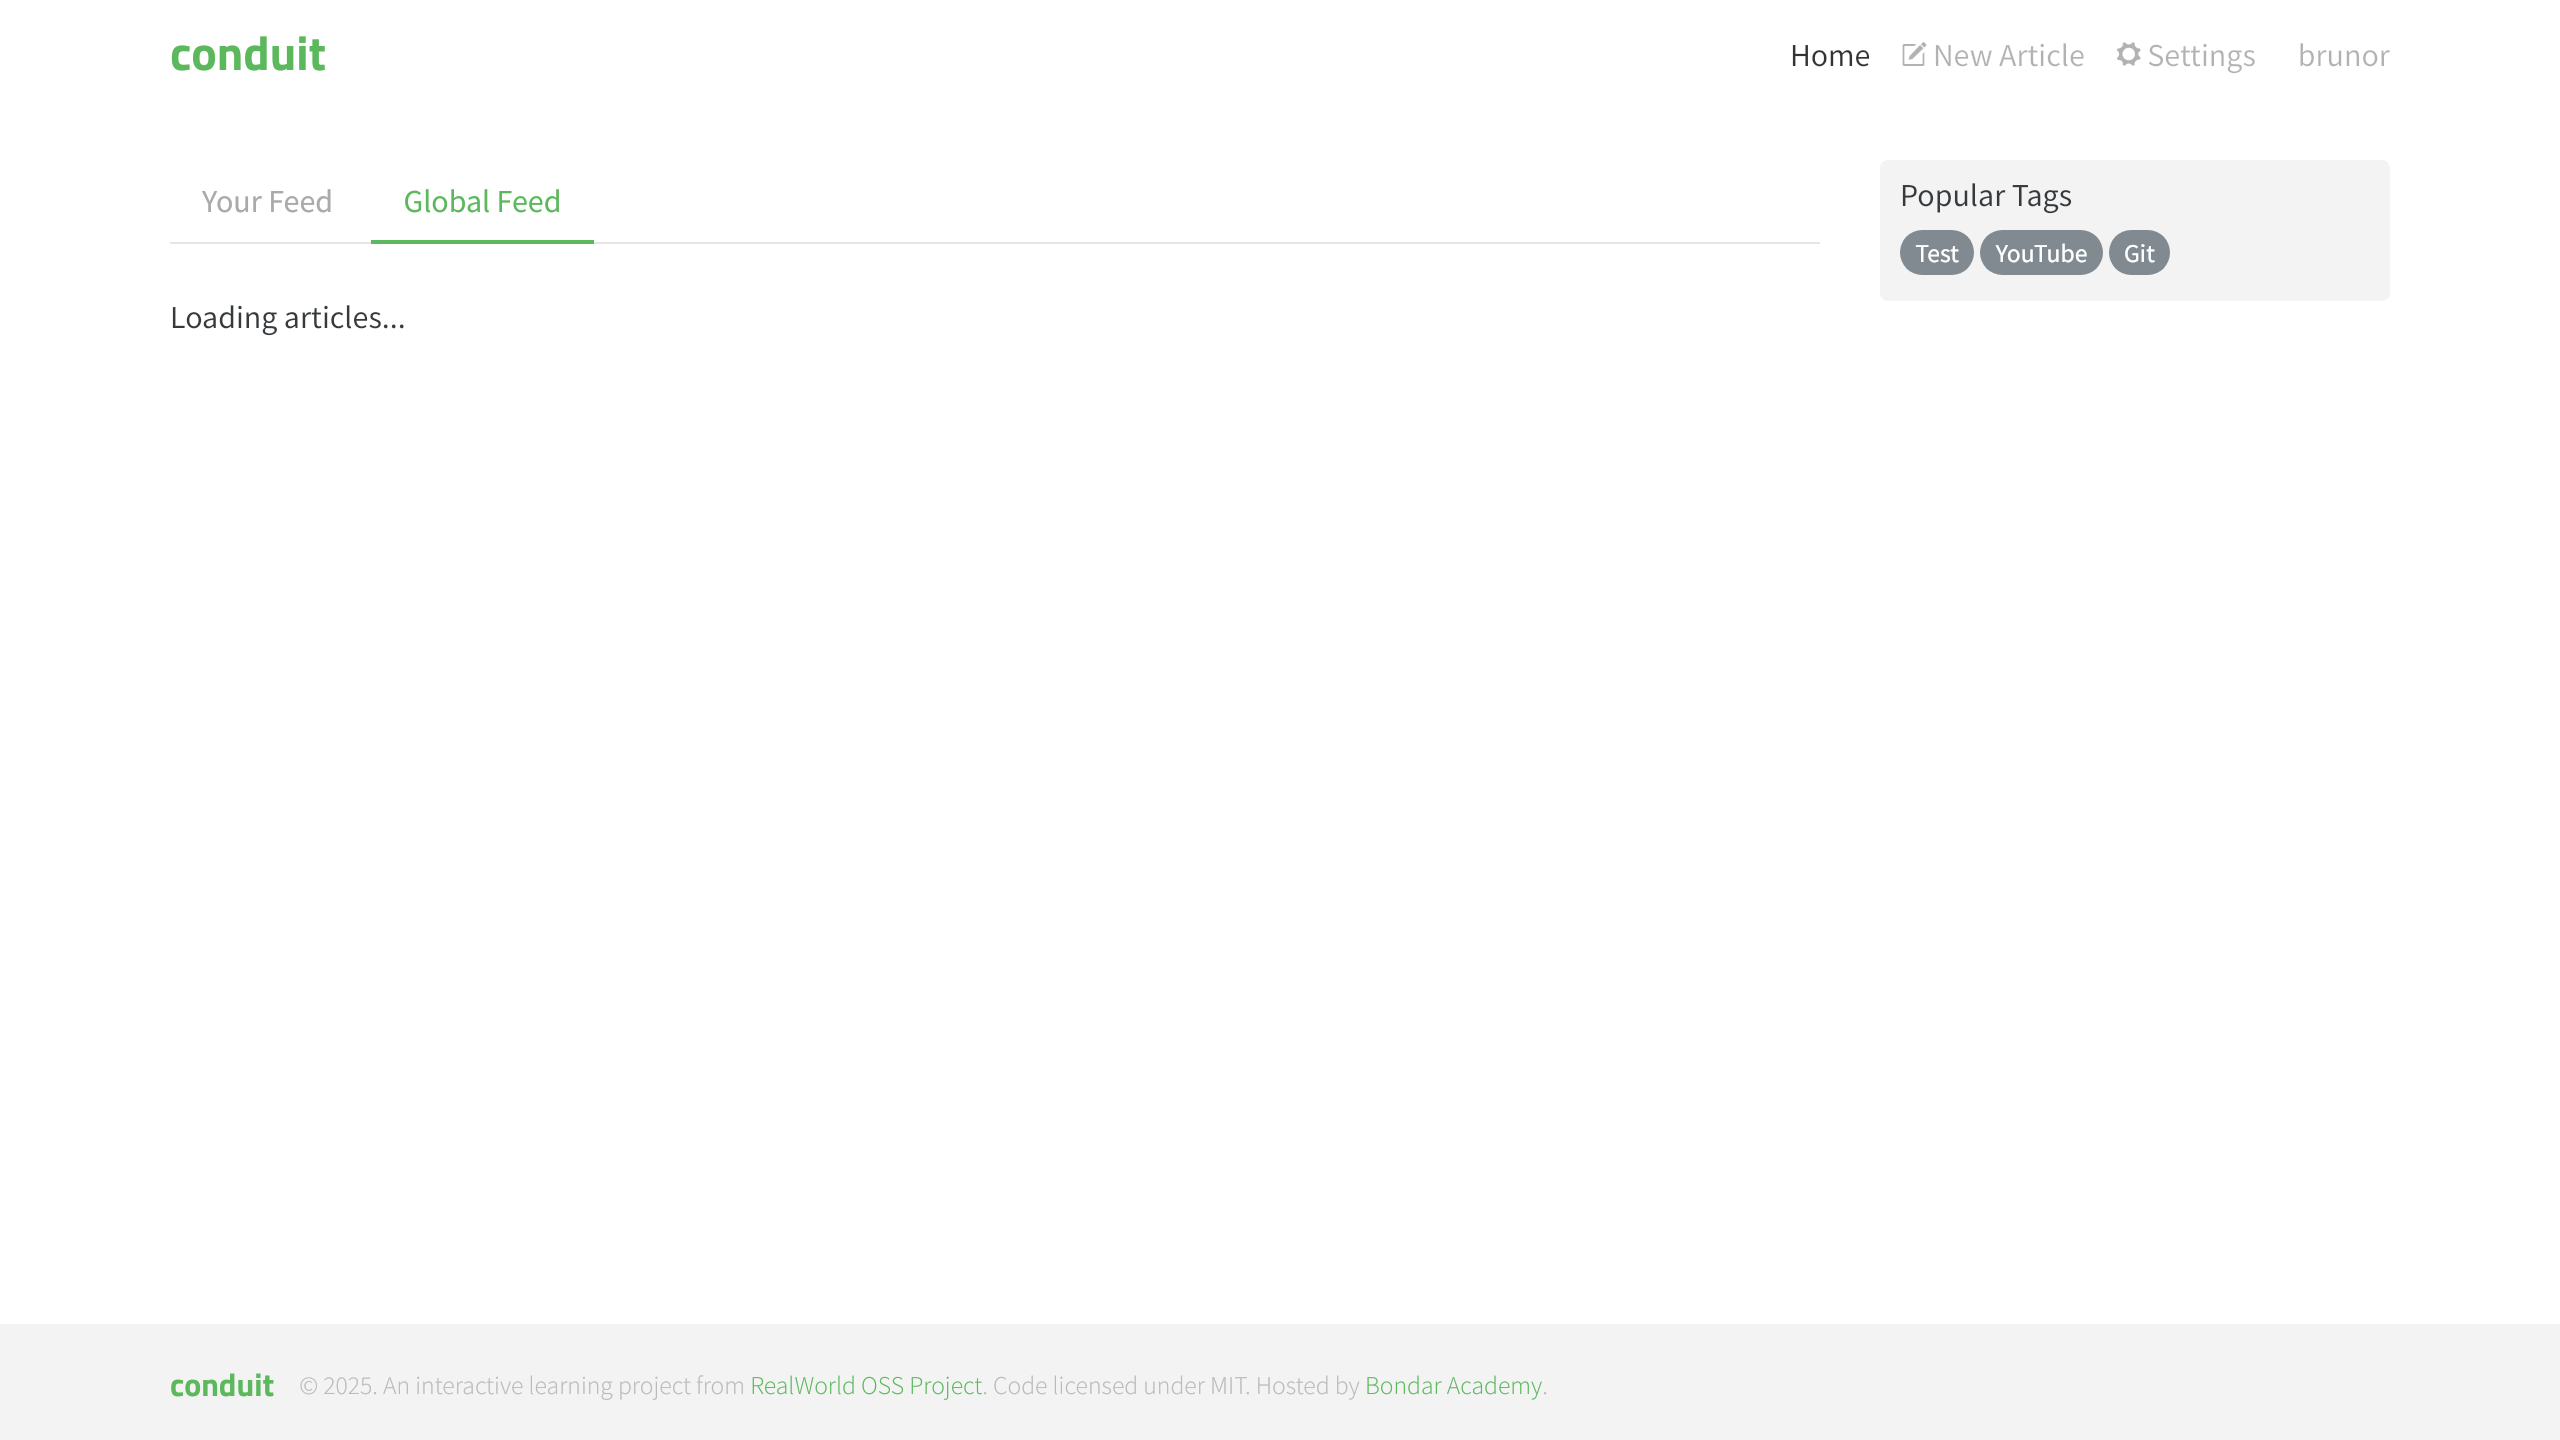 conduit
Home New Article Settings brunor
Your Feed Global Feed
Popular Tags
Test YouTube Git
Loading articles...
conduit © 2025. An interactive learning project from RealWorld OSS Project. Code licensed under MIT. Hosted by Bondar Academy.